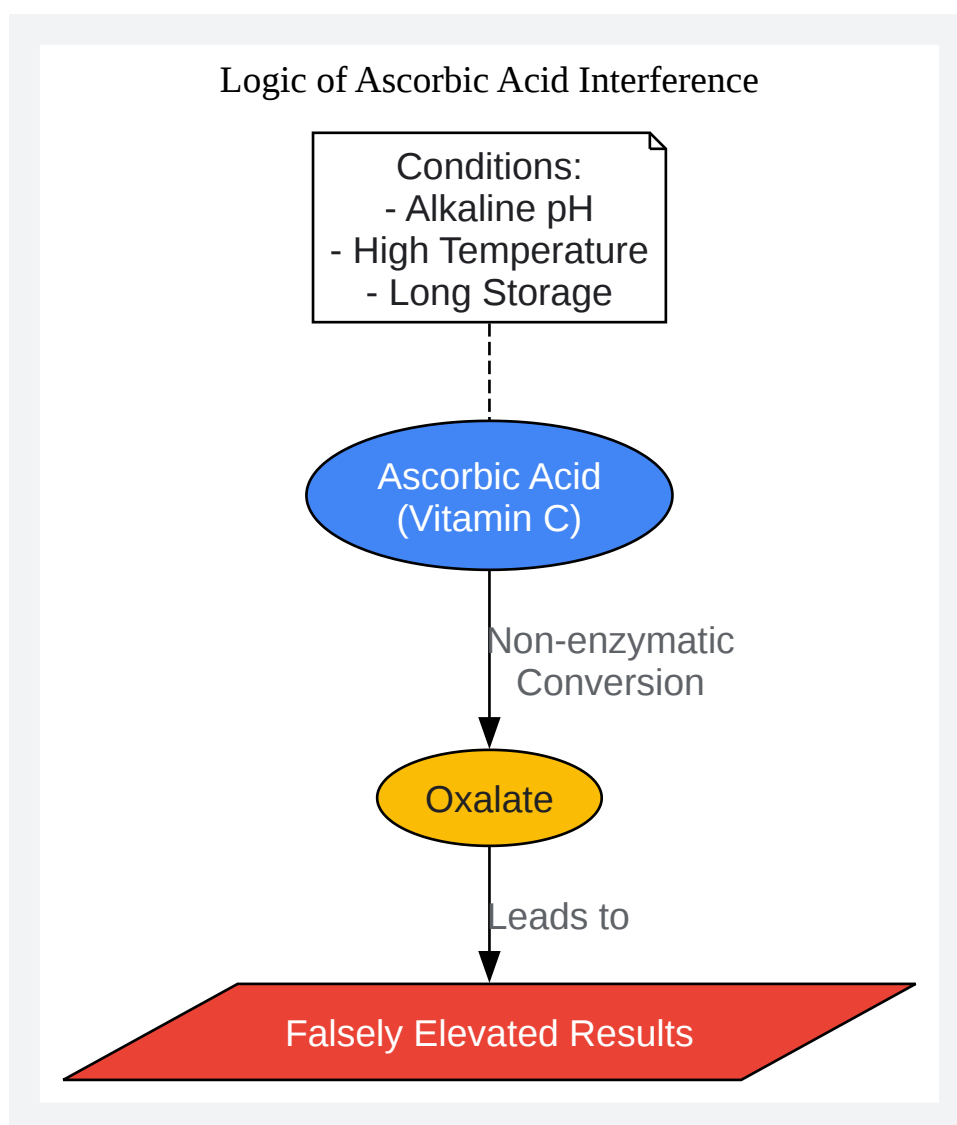 Logic of Ascorbic Acid Interference
Conditions:
- Alkaline pH
- High Temperature
- Long Storage
Ascorbic Acid
(Vitamin C)
Non-enzymatic
Conversion
Oxalate
Leads to
Falsely Elevated Results